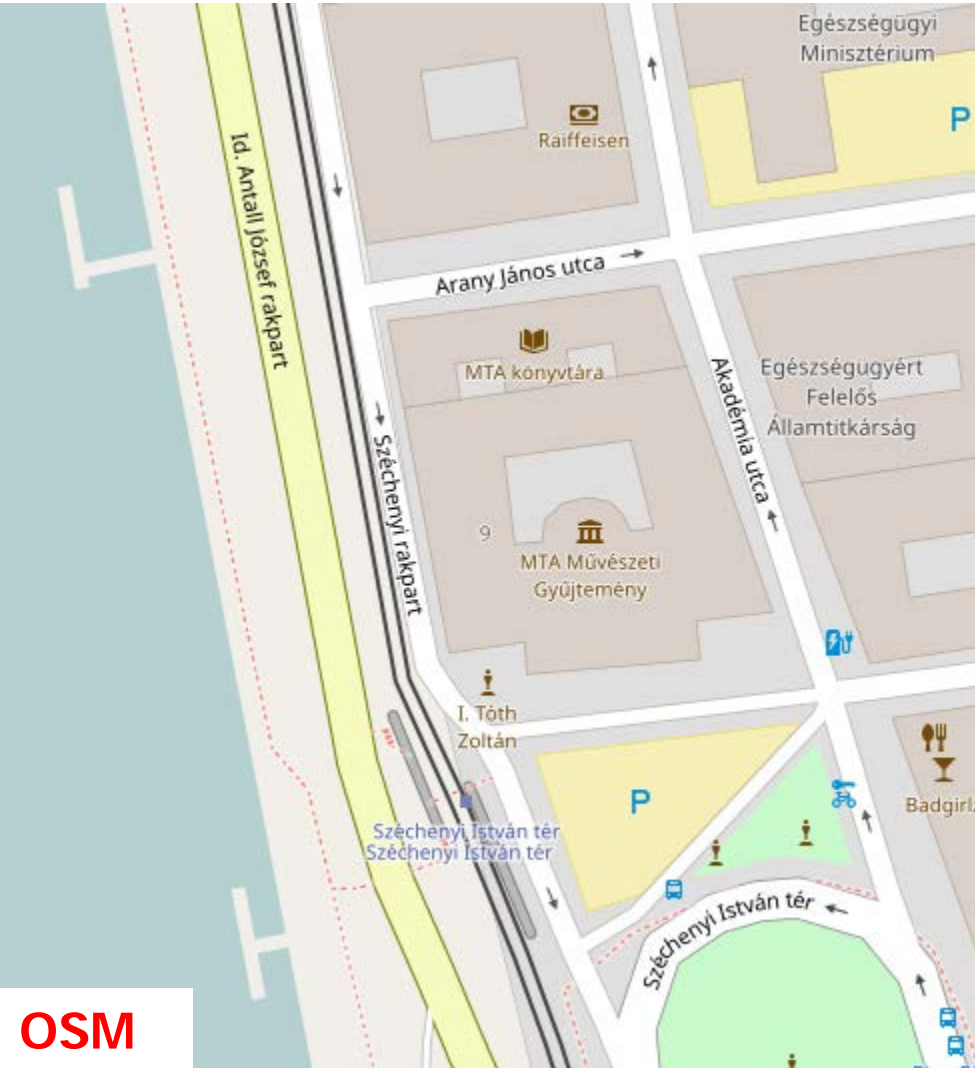 Egészségügyi
Minisztérium
P
Raiffeisen
Id. Antall József rakpart
Arany János utca
MTA könyvtára
Akadémia utca
Egészségügyért
Felelős
Államtitkárság
Széchenyi rakpart
9
MTA Művészeti
Gyűjtemény
I. Tóth
Zoltán
P
Badgirlz
Széchenyi István tér
Széchenyi István tér
Széchenyi István tér
OSM